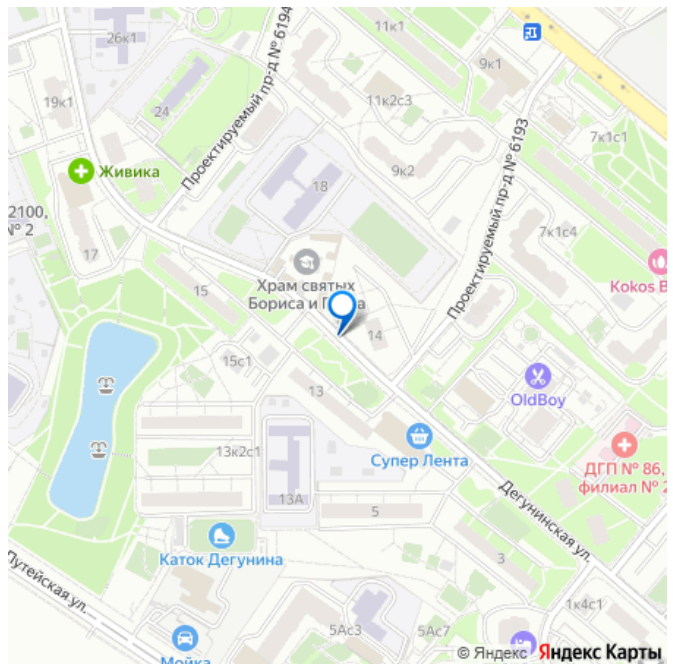 26к1
Проектируемый пр-д № 6194
11к1
9к1
19к1
24
11к2с3
Проектируемый пр-д № 6193
7к1с1
Живика
9к2
18
2100,
№ 2
17
7к1с4
Храм святых
Бориса и Г
а
15
Kokos B
14
15с1
13
OldBoy
Супер Лента
13к2с1
ДГП № 86,
филиал № 2
13А
5
Дегунинская ул.
Каток Дегунина
3
Путейская ул.
1к4с1
5Ас3
5Ас7
Мойка
© Яндекс Яндекс Карты